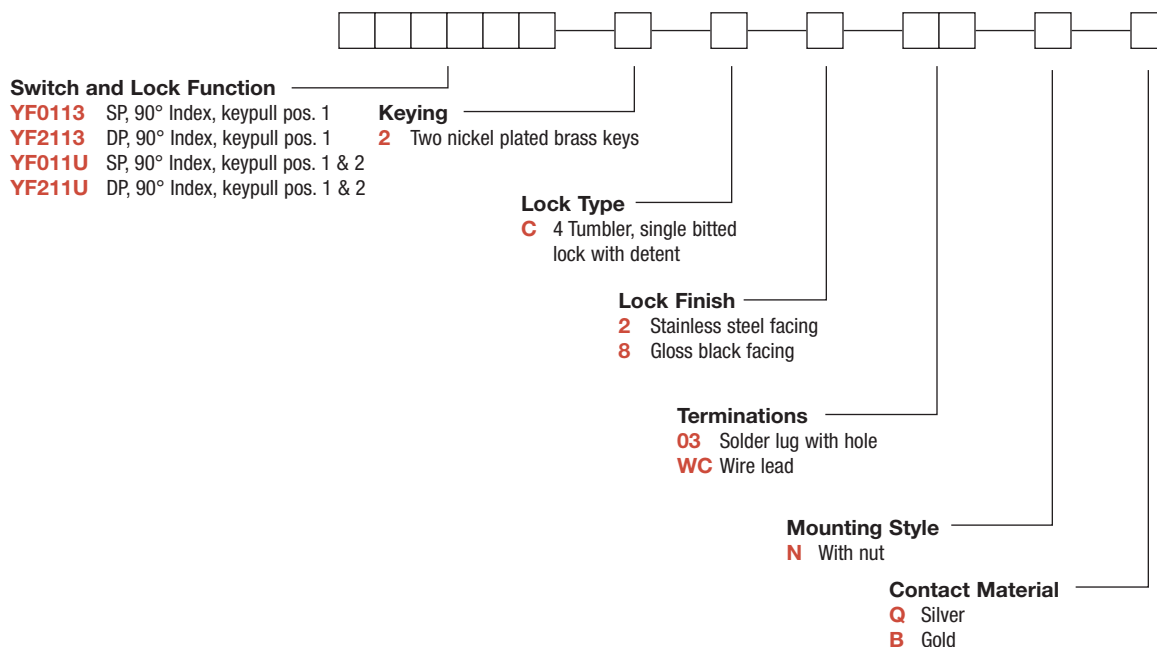 Switch and Lock Function
YF0113 SP, 90° Index, keypull pos. 1
YF2113 DP, 90° Index, keypull pos. 1
YF011U SP, 90° Index, keypull pos. 1 & 2
YF211U DP, 90° Index, keypull pos. 1 & 2
Keying
2 Two nickel plated brass keys
Lock Type
C 4 Tumbler, single bitted
lock with detent
Lock Finish
2 Stainless steel facing
8 Gloss black facing
Terminations
03 Solder lug with hole
WC Wire lead
Mounting Style
N With nut
Contact Material
Q Silver
B Gold